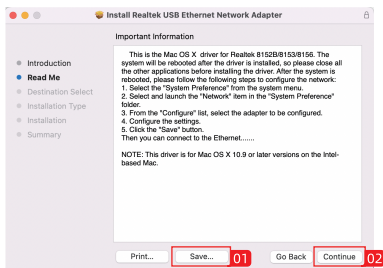 Install Realtek USB Ethernet Network Adapter
Important Information
Introduction
Read Me
Destination Select
Installation Type
Installation
Summary
This is the Mac OS X driver for Realtek 8152B/8153/8156. The
system will be rebooted after the driver is installed, so please close all
the other applications before installing the driver. After the system is
rebooted, please follow the following steps to configure the network:
1. Select the "System Preference" from the system menu.
2. Select and launch the "Network" item in the "System Preference"
folder.
3. From the "Configure" list, select the adapter to be configured.
4. Configure the settings.
5. Click the "Save" button.
Then you can connect to the Ethernet.......
NOTE: This driver is for Mac OS X 10.9 or later versions on the Intel-
based Mac.
Print... Save... 01 Go Back Continue 02